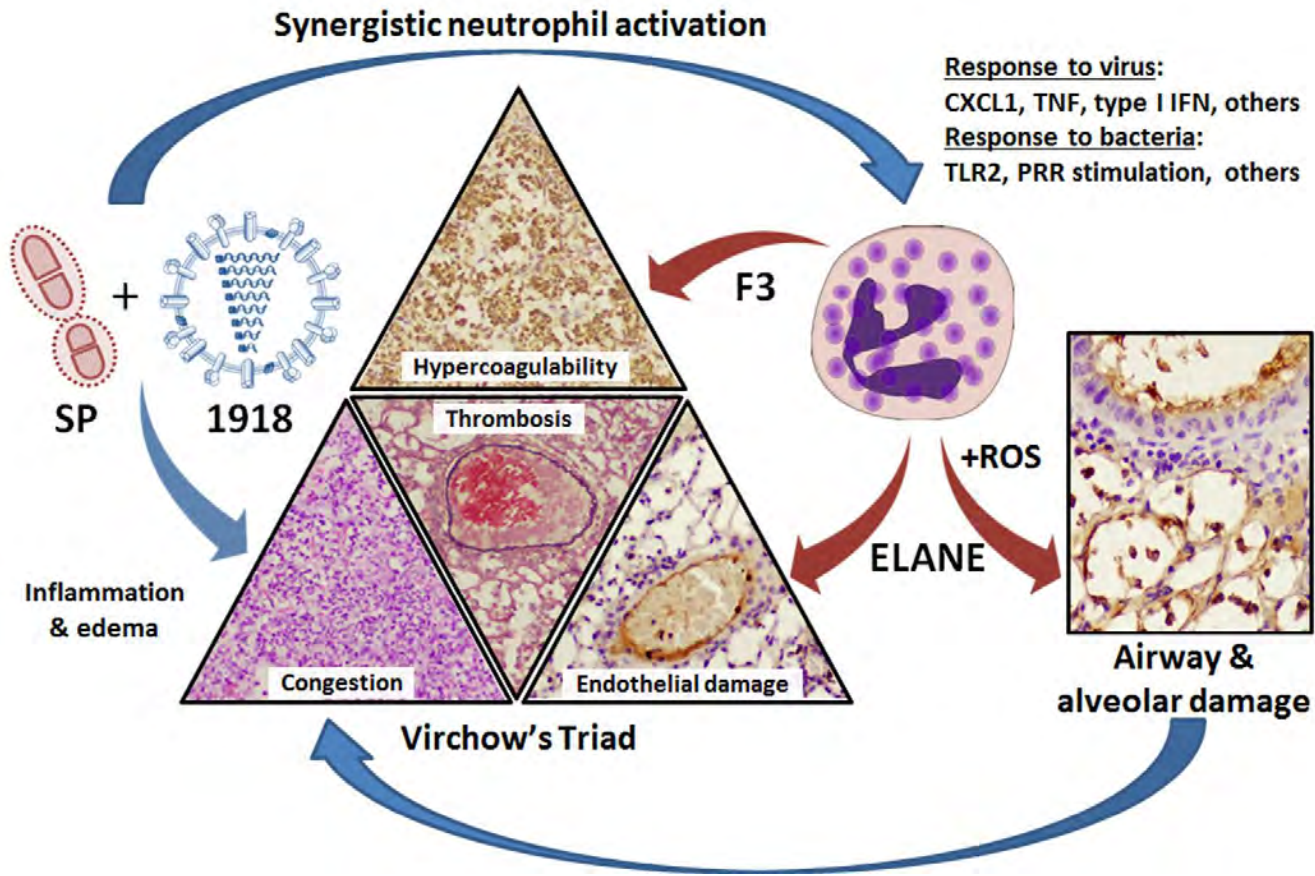 Synergistic neutrophil activation
Response to virus:
CXCL1, TNF, type I IFN, others
Response to bacteria:
TLR2, PRR stimulation, others
SP
+
1918
F3
Hypercoagulability
Thrombosis
+ROS
ELANE
Inflammation
& edema
Congestion
Endothelial damage
Airway &
alveolar damage
Virchow's Triad